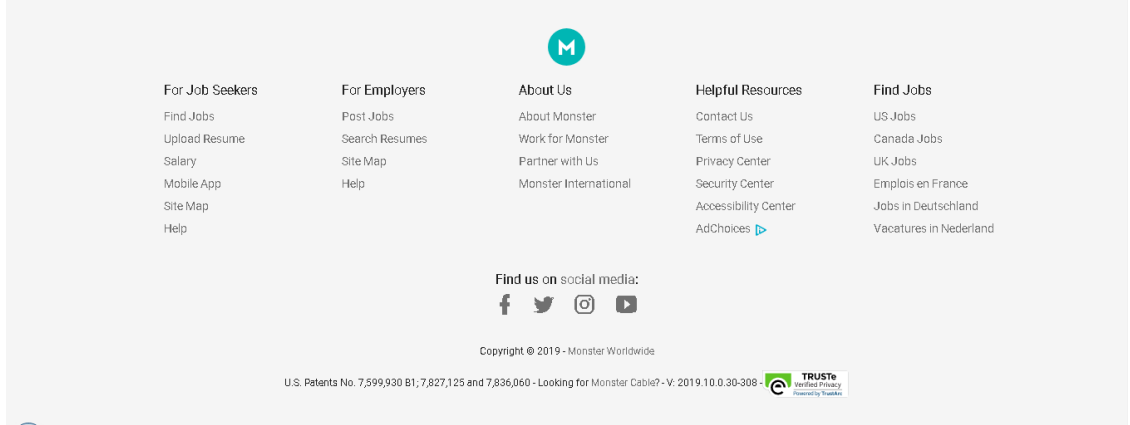 M
For Job Seekers
Find Jobs
Upload Resume
Salary
Mobile App
Site Map
Help
For Employers
Post Jobs
Search Resumes
Site Map
Help
About Us
About Monster
Work for Monster
Partner with Us
Monster International
Helpful Resources
Contact Us
Terms of Use
Privacy Center
Security Center
Accessibility Center
AdChoices
Find Jobs
US Jobs
Canada Jobs
UK Jobs
Emplois en France
Jobs in Deutschland
Vacatures in Nederland
Find us on social media:
Copyright © 2019 - Monster Worldwide
U.S. Patents No. 7,599,930 B1; 7,827,125 and 7,836,060 - Looking for Monster Cable? - V: 2019.10.0.30-308 -
TRUSTe
Verified Privacy
Powered by TrustArc